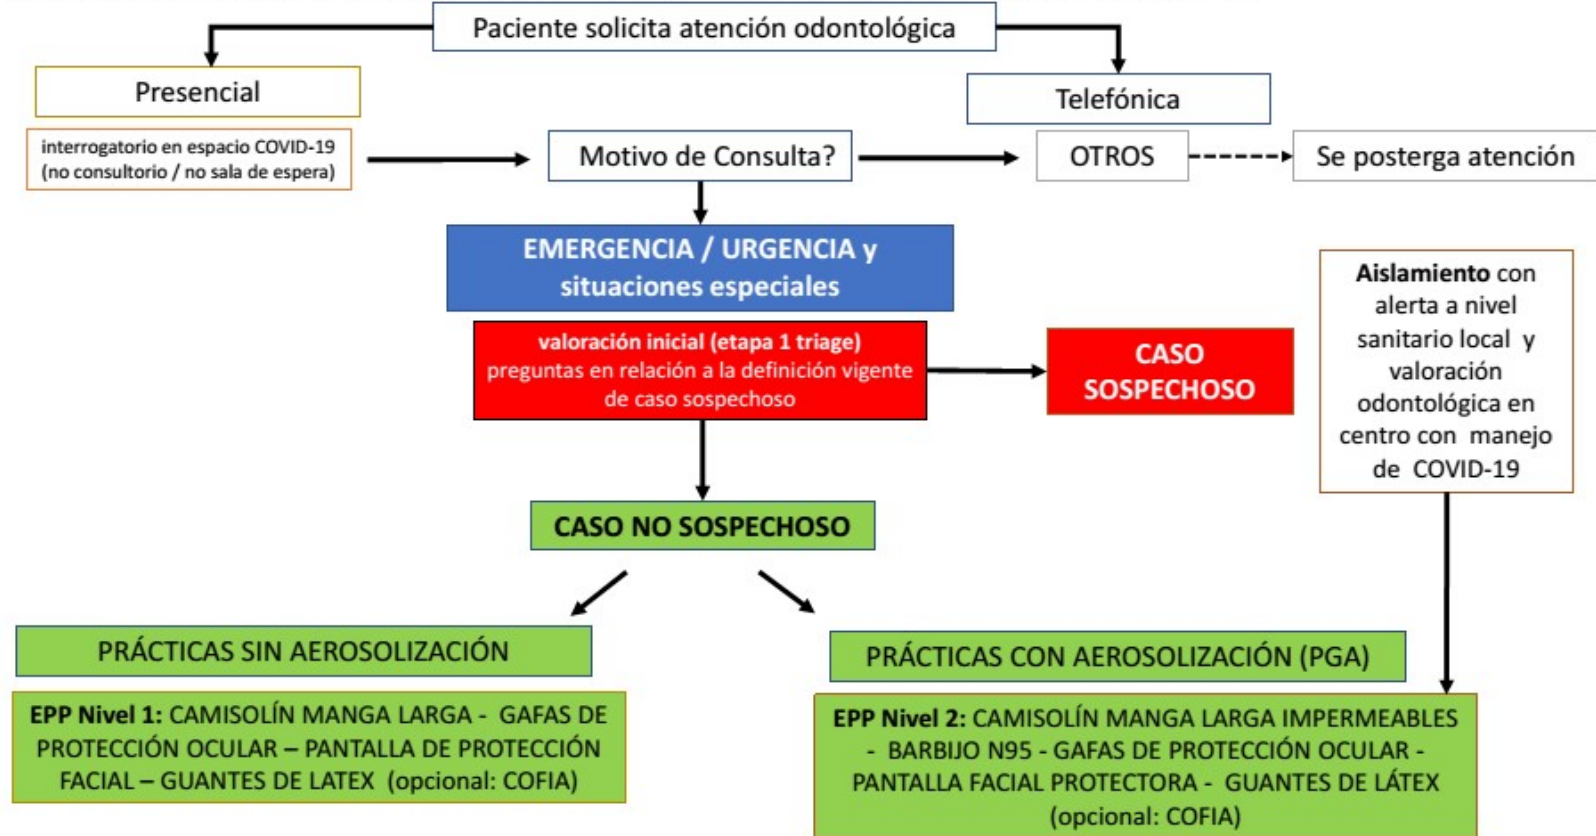 Paciente solicita atención odontológica
Presencial
Telefónica
interrogatorio en espacio COVID-19
(no consultorio / no sala de espera)
Motivo de Consulta?
OTROS
Se posterga atención
EMERGENCIA / URGENCIA y
situaciones especiales
valoración inicial (etapa 1 triage)
preguntas en relación a la definición vigente
de caso sospechoso
CASO
SOSPECHOSO
Aislamiento con
alerta a nivel
sanitario local y
valoración
odontológica en
centro con manejo
de COVID-19
CASO NO SOSPECHOSO
PRÁCTICAS SIN AEROSOLIZACIÓN
EPP Nivel 1: CAMISOLÍN MANGA LARGA - GAFAS DE
PROTECCIÓN OCULAR – PANTALLA DE PROTECCIÓN
FACIAL – GUANTES DE LATEX (opcional: COFIA)
PRÁCTICAS CON AEROSOLIZACIÓN (PGA)
EPP Nivel 2: CAMISOLÍN MANGA LARGA IMPERMEABLES
- BARBIJO N95 - GAFAS DE PROTECCIÓN OCULAR -
PANTALLA FACIAL PROTECTORA - GUANTES DE LÁTEX
(opcional: COFIA)